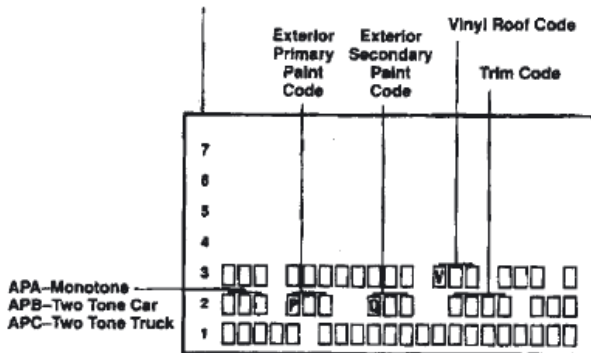 Vinyl Roof Code
Exterior
Primary
Paint
Code
Exterior
Secondary
Paint
Code
Trim Code
7
6
5
4
3 V
APA–Monotone
APB–Two Tone Car
APC–Two Tone Truck
2 P Q
1